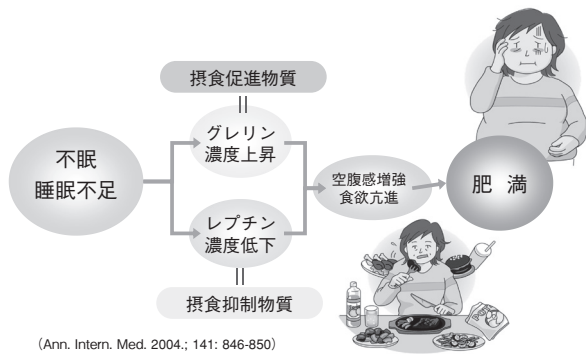 摂食促進物質
グレリン
濃度上昇
不眠
睡眠不足
空腹感増強
食欲亢進
肥 満
レプチン
濃度低下
摂食抑制物質
(Ann. Intern. Med. 2004.; 141: 846-850)